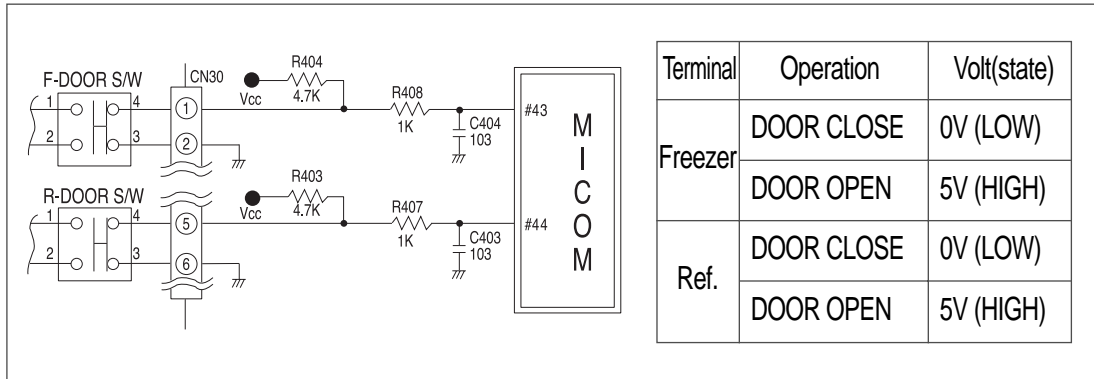 F-DOOR S/W
1
2
4
3
CN30
①
②
R404
Vcc
4.7K
R408
1K
C404
103
#43
R-DOOR S/W
1
2
4
3
⑤
⑥
R403
Vcc
4.7K
R407
1K
C403
103
#44
MICOM
Terminal Operation Volt(state)
Freezer
DOOR CLOSE 0V (LOW)
DOOR OPEN 5V (HIGH)
Ref.
DOOR CLOSE 0V (LOW)
DOOR OPEN 5V (HIGH)